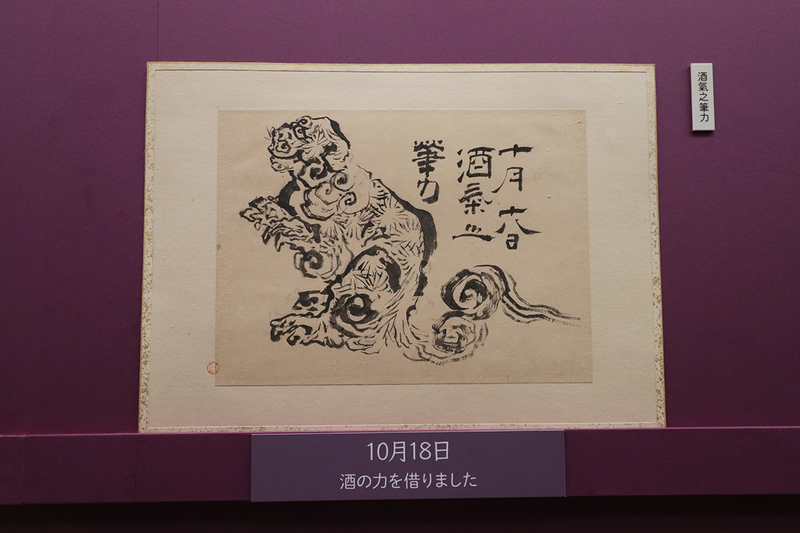 酒氣之筆力
十月十八日
酒氣之
筆力
10月18日
酒の力を借りました